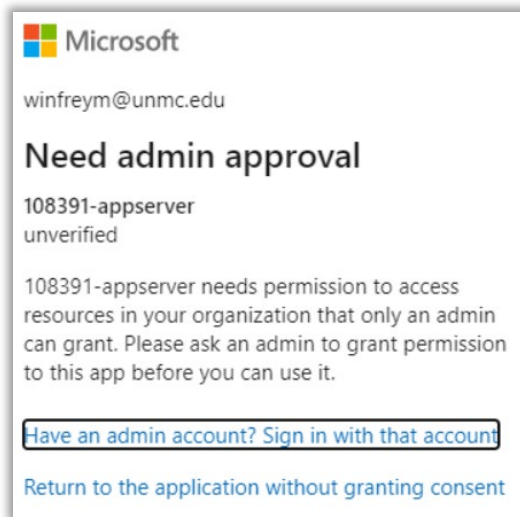 Microsoft
winfreym@unmc.edu
Need admin approval
108391-appserver
unverified
108391-appserver needs permission to access
resources in your organization that only an admin
can grant. Please ask an admin to grant permission
to this app before you can use it.
Have an admin account? Sign in with that account
Return to the application without granting consent